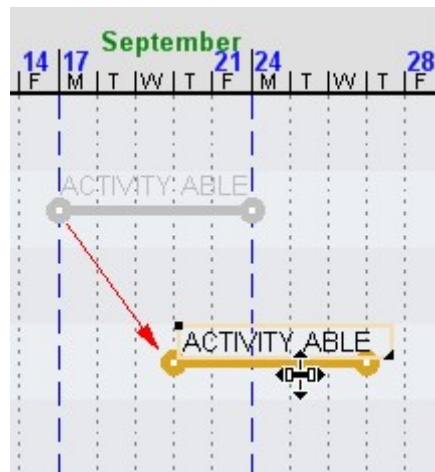 September
14 17 21 24 28
F M T W T F M T W T F
ACTIVITY ABLE
ACTIVITY ABLE